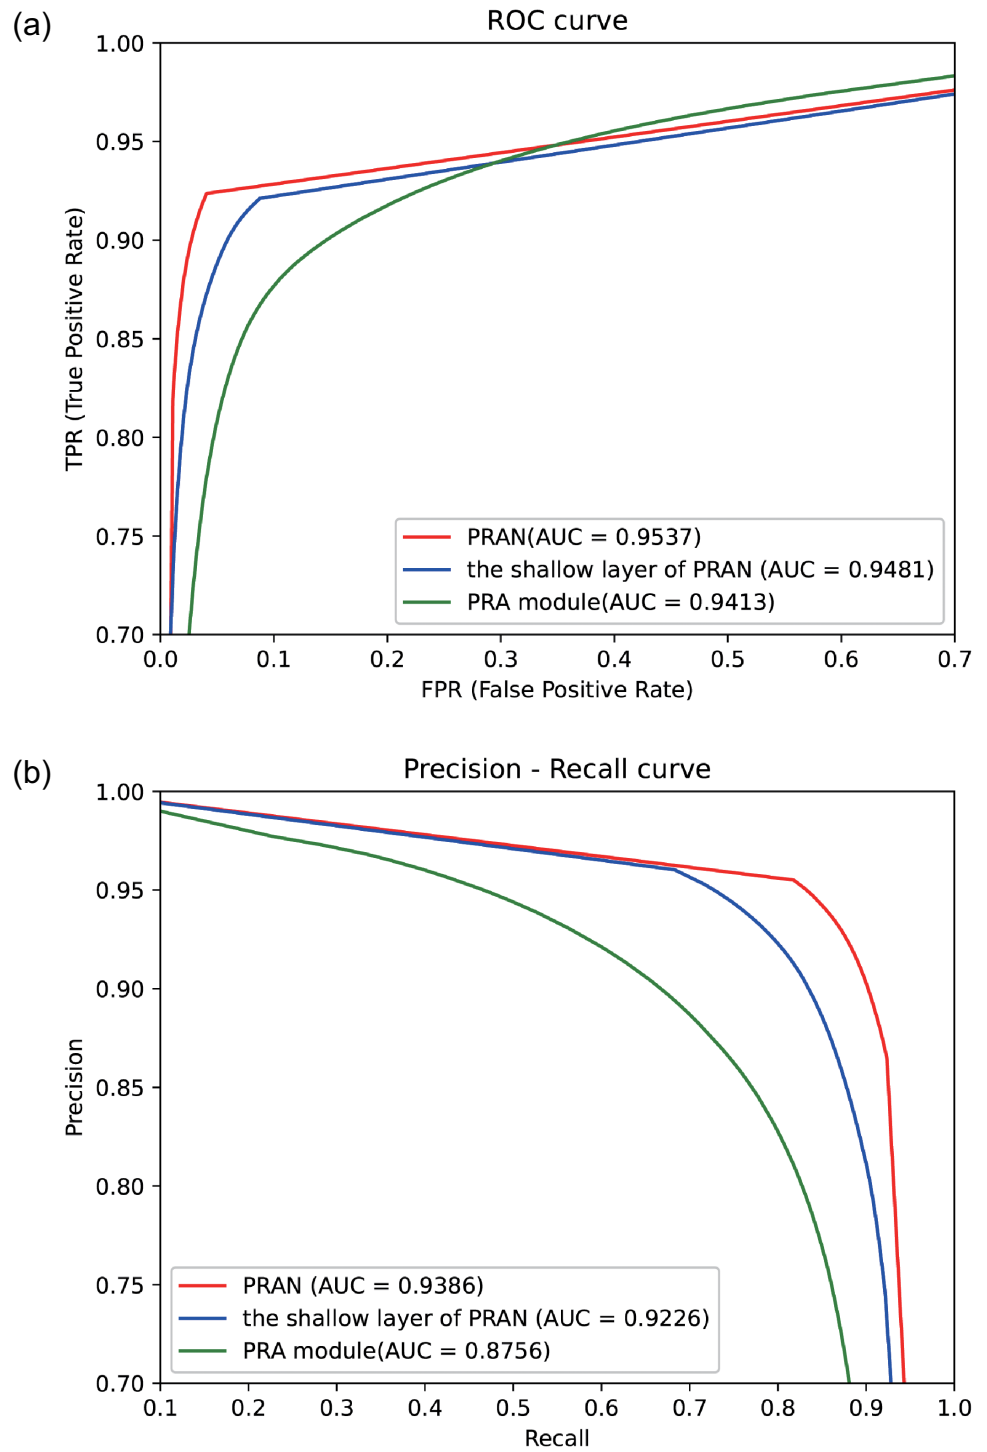 (a)
ROC curve
TPR (True Positive Rate)
1.00
0.95
0.90
0.85
0.80
0.75
0.70
PRAN(AUC = 0.9537)
the shallow layer of PRAN (AUC = 0.9481)
PRA module(AUC = 0.9413)
0.0 0.1 0.2 0.3 0.4 0.5 0.6 0.7
FPR (False Positive Rate)
(b)
Precision - Recall curve
Precision
1.00
0.95
0.90
0.85
0.80
0.75
0.70
PRAN (AUC = 0.9386)
the shallow layer of PRAN (AUC = 0.9226)
PRA module(AUC = 0.8756)
0.1 0.2 0.3 0.4 0.5 0.6 0.7 0.8 0.9 1.0
Recall